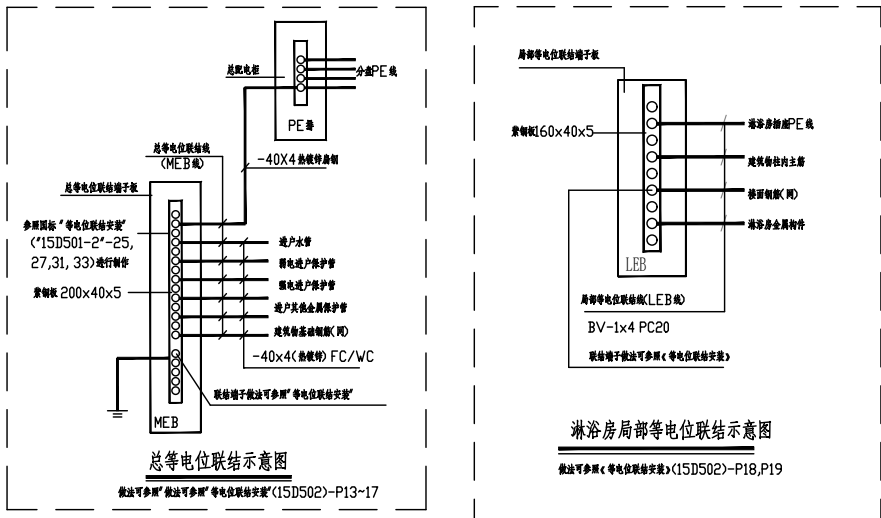 总配电柜
分盘PE线
PE排
总等电位联结线
(MEB线)
-40X4热镀锌扁钢
总等电位联结端子板
参照国标"等电位联结安装"
("15D501-2"-25,
27,31,33)进行制作
紫铜板200x40x5
进户水管
弱电进户保护管
强电进户保护管
进户其他金属保护管
建筑物基础钢筋(网)
-40x4(热镀锌)FC/WC
联结端子做法可参照"等电位联结安装"
MEB
总等电位联结示意图
做法可参照"做法可参照"等电位联结安装"(15D502)-P13~17
局部等电位联结端子板
紫铜板160x40x5
淋浴房插座PE线
建筑物柱内主筋
楼面钢筋(网)
淋浴房金属构件
LEB
局部等电位联结线(LEB线)
BV-1x4 PC20
联结端子做法可参照《等电位联结安装》
淋浴房局部等电位联结示意图
做法可参照《等电位联结安装》(15D502)-P18,P19